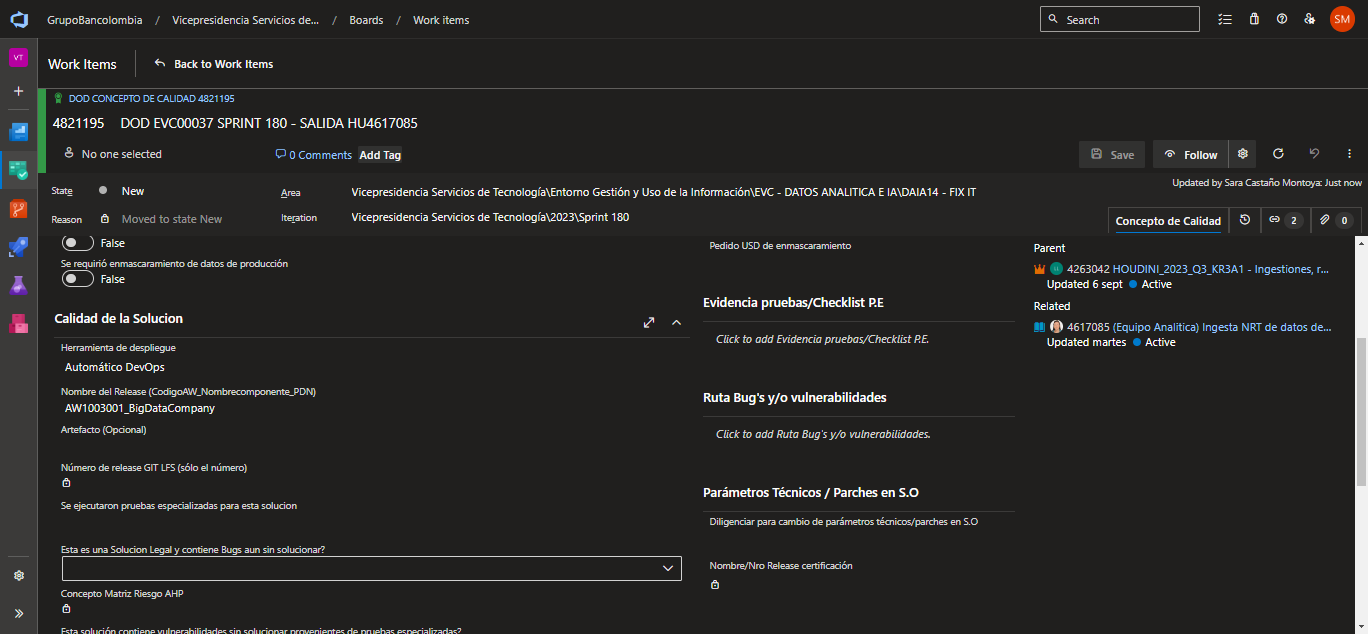 GrupoBancolombia / Vicepresidencia Servicios de... / Boards / Work items
Search
SM
VT
Work Items
Back to Work Items
DOD CONCEPTO DE CALIDAD 4821195
4821195 DOD EVC00037 SPRINT 180 - SALIDA HU4617085
No one selected
0 Comments
Add Tag
Save
Follow
State
New
Area
Vicepresidencia Servicios de Tecnología\Entorno Gestión y Uso de la Información\EVC - DATOS ANALITICA E IA\DAIA14 - FIX IT
Updated by Sara Castaño Montoya: Just now
Reason
Moved to state New
Iteration
Vicepresidencia Servicios de Tecnología\2023\Sprint 180
Concepto de Calidad
2
0
False
Se requirió enmascaramiento de datos de producción
False
Calidad de la Solucion
Herramienta de despliegue
Automático DevOps
Nombre del Release (CodigoAW_Nombrecomponente_PDN)
AW1003001_BigDataCompany
Artefacto (Opcional)
Número de release GIT LFS (sólo el número)
Se ejecutaron pruebas especializadas para esta solucion
Esta es una Solucion Legal y contiene Bugs aun sin solucionar?
Concepto Matriz Riesgo AHP
Esta solución contiene vulnerabilidades sin solucionar provenientes de pruebas especializadas?
Pedido USD de enmascaramiento
Evidencia pruebas/Checklist P.E
Click to add Evidencia pruebas/Checklist P.E.
Ruta Bug's y/o vulnerabilidades
Click to add Ruta Bug's y/o vulnerabilidades.
Parámetros Técnicos / Parches en S.O
Diligenciar para cambio de parámetros técnicos/parches en S.O
Nombre/Nro Release certificación
Parent
4263042 HOUDINI_2023_Q3_KR3A1 - Ingestiones, r...
Updated 6 sept
Active
Related
4617085 (Equipo Analitica) Ingesta NRT de datos de...
Updated martes
Active